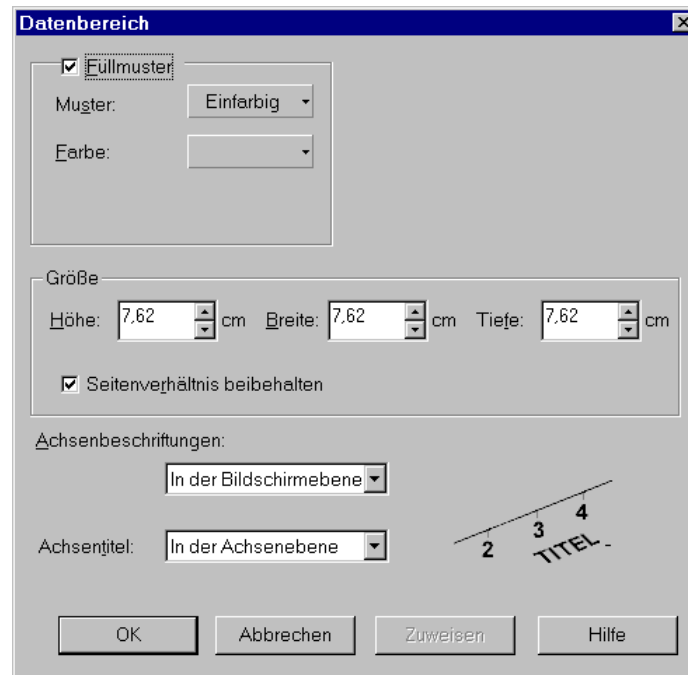 Datenbereich
Füllmuster
Muster: Einfarbig
Farbe:
Größe
Höhe: 7,62 cm Breite: 7,62 cm Tiefe: 7,62 cm
Seitenverhältnis beibehalten
Achsenbeschriftungen:
In der Bildschirmebene
Achsentitel: In der Achsenebene
2 3 4
TITEL
OK Abbrechen Zuweisen Hilfe